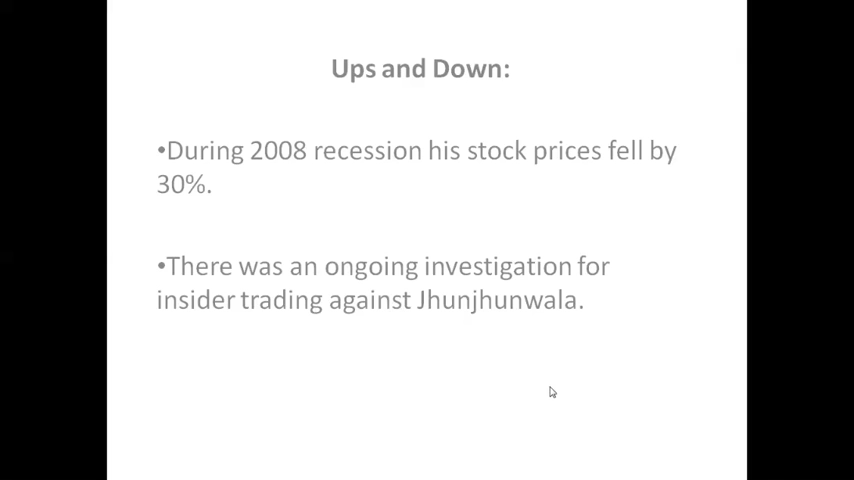 Ups and Down:
•During 2008 recession his stock prices fell by
30%.
•There was an ongoing investigation for
insider trading against Jhunjhunwala.